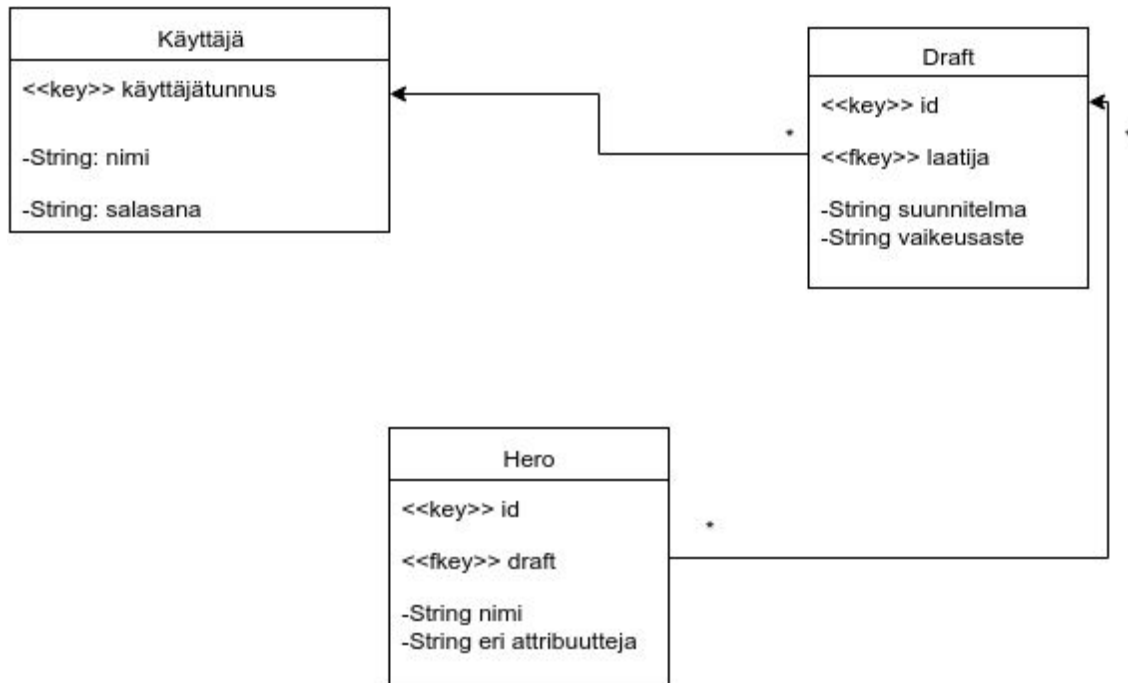 Käyttäjä
<<key>> käyttäjätunnus
-String: nimi
-String: salasana
Draft
<<key>> id
<<fkey>> laatija
-String suunnitelma
-String vaikeusaste
*
*
Hero
<<key>> id
<<fkey>> draft
-String nimi
-String eri attribuutteja
*